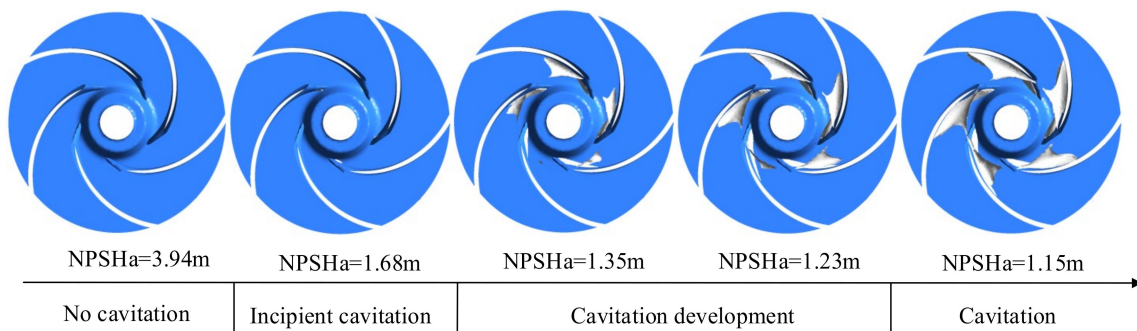 NPSHa=3.94m NPSHa=1.68m NPSHa=1.35m NPSHa=1.23m NPSHa=1.15m
No cavitation Incipient cavitation Cavitation development Cavitation